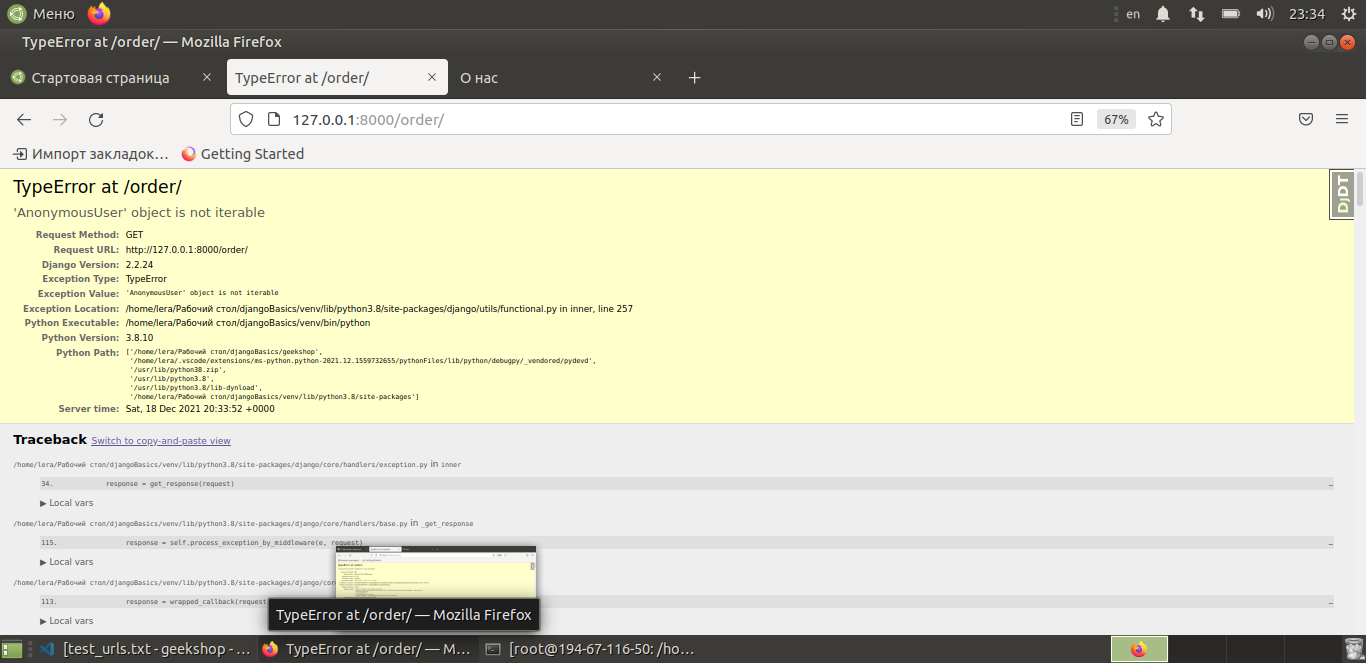 Меню
en
23:34
TypeError at /order/ — Mozilla Firefox
Стартовая страница
TypeError at /order/
О нас
127.0.0.1:8000/order/
67%
Импорт закладок…
Getting Started
TypeError at /order/
'AnonymousUser' object is not iterable
DjDT
Request Method: GET
Request URL: http://127.0.0.1:8000/order/
Django Version: 2.2.24
Exception Type: TypeError
Exception Value: 'AnonymousUser' object is not iterable
Exception Location: /home/lera/Рабочий стол/djangoBasics/venv/lib/python3.8/site-packages/django/utils/functional.py in inner, line 257
Python Executable: /home/lera/Рабочий стол/djangoBasics/venv/bin/python
Python Version: 3.8.10
Python Path: ['/home/lera/Рабочий стол/djangoBasics/geekshop',
'/home/lera/.vscode/extensions/ms-python.python-2021.12.1559732655/pythonFiles/lib/python/debugpy/_vendored/pydevd',
'/usr/lib/python38.zip',
'/usr/lib/python3.8',
'/usr/lib/python3.8/lib-dynload',
'/home/lera/Рабочий стол/djangoBasics/venv/lib/python3.8/site-packages']
Server time: Sat, 18 Dec 2021 20:33:52 +0000
Traceback Switch to copy-and-paste view
/home/lera/Рабочий стол/djangoBasics/venv/lib/python3.8/site-packages/django/core/handlers/exception.py in inner
34. response = get_response(request) …
▶ Local vars
/home/lera/Рабочий стол/djangoBasics/venv/lib/python3.8/site-packages/django/core/handlers/base.py in _get_response
115. response = self.process_exception_by_middleware(e, request) …
▶ Local vars
/home/lera/Рабочий стол/djangoBasics/venv/lib/python3.8/site-packages/django/core/
113. response = wrapped_callback(request …
▶ Local vars
TypeError at /order/ — Mozilla Firefox
[test_urls.txt - geekshop - …
TypeError at /order/ — M…
[root@194-67-116-50: /ho…